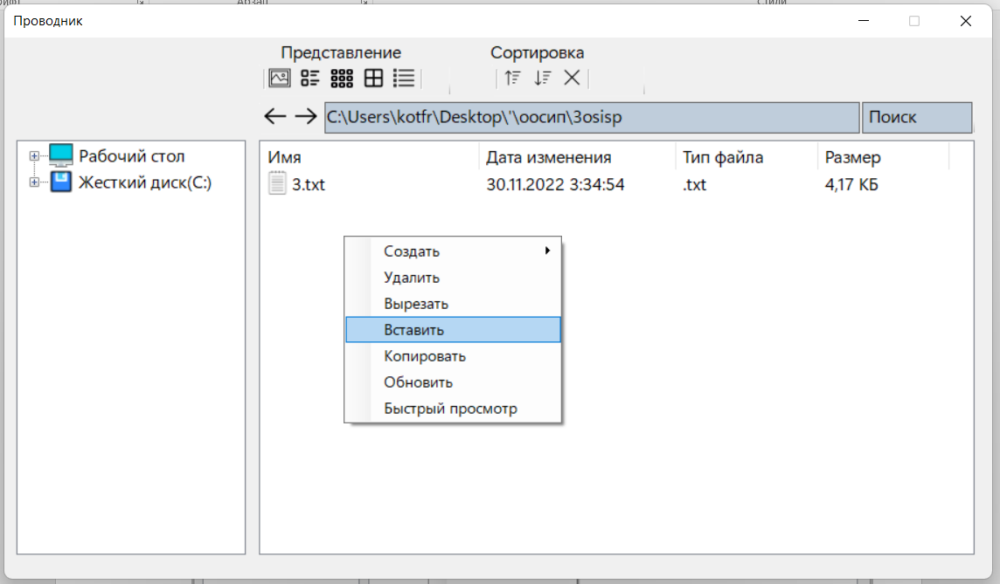 Абзац
Стили
Проводник
Представление
Сортировка
C:\Users\kotfr\Desktop\'\оосип\3osisp
Поиск
Рабочий стол
Жесткий диск(C:)
Имя Дата изменения Тип файла Размер
3.txt 30.11.2022 3:34:54 .txt 4,17 КБ
Создать
Удалить
Вырезать
Вставить
Копировать
Обновить
Быстрый просмотр